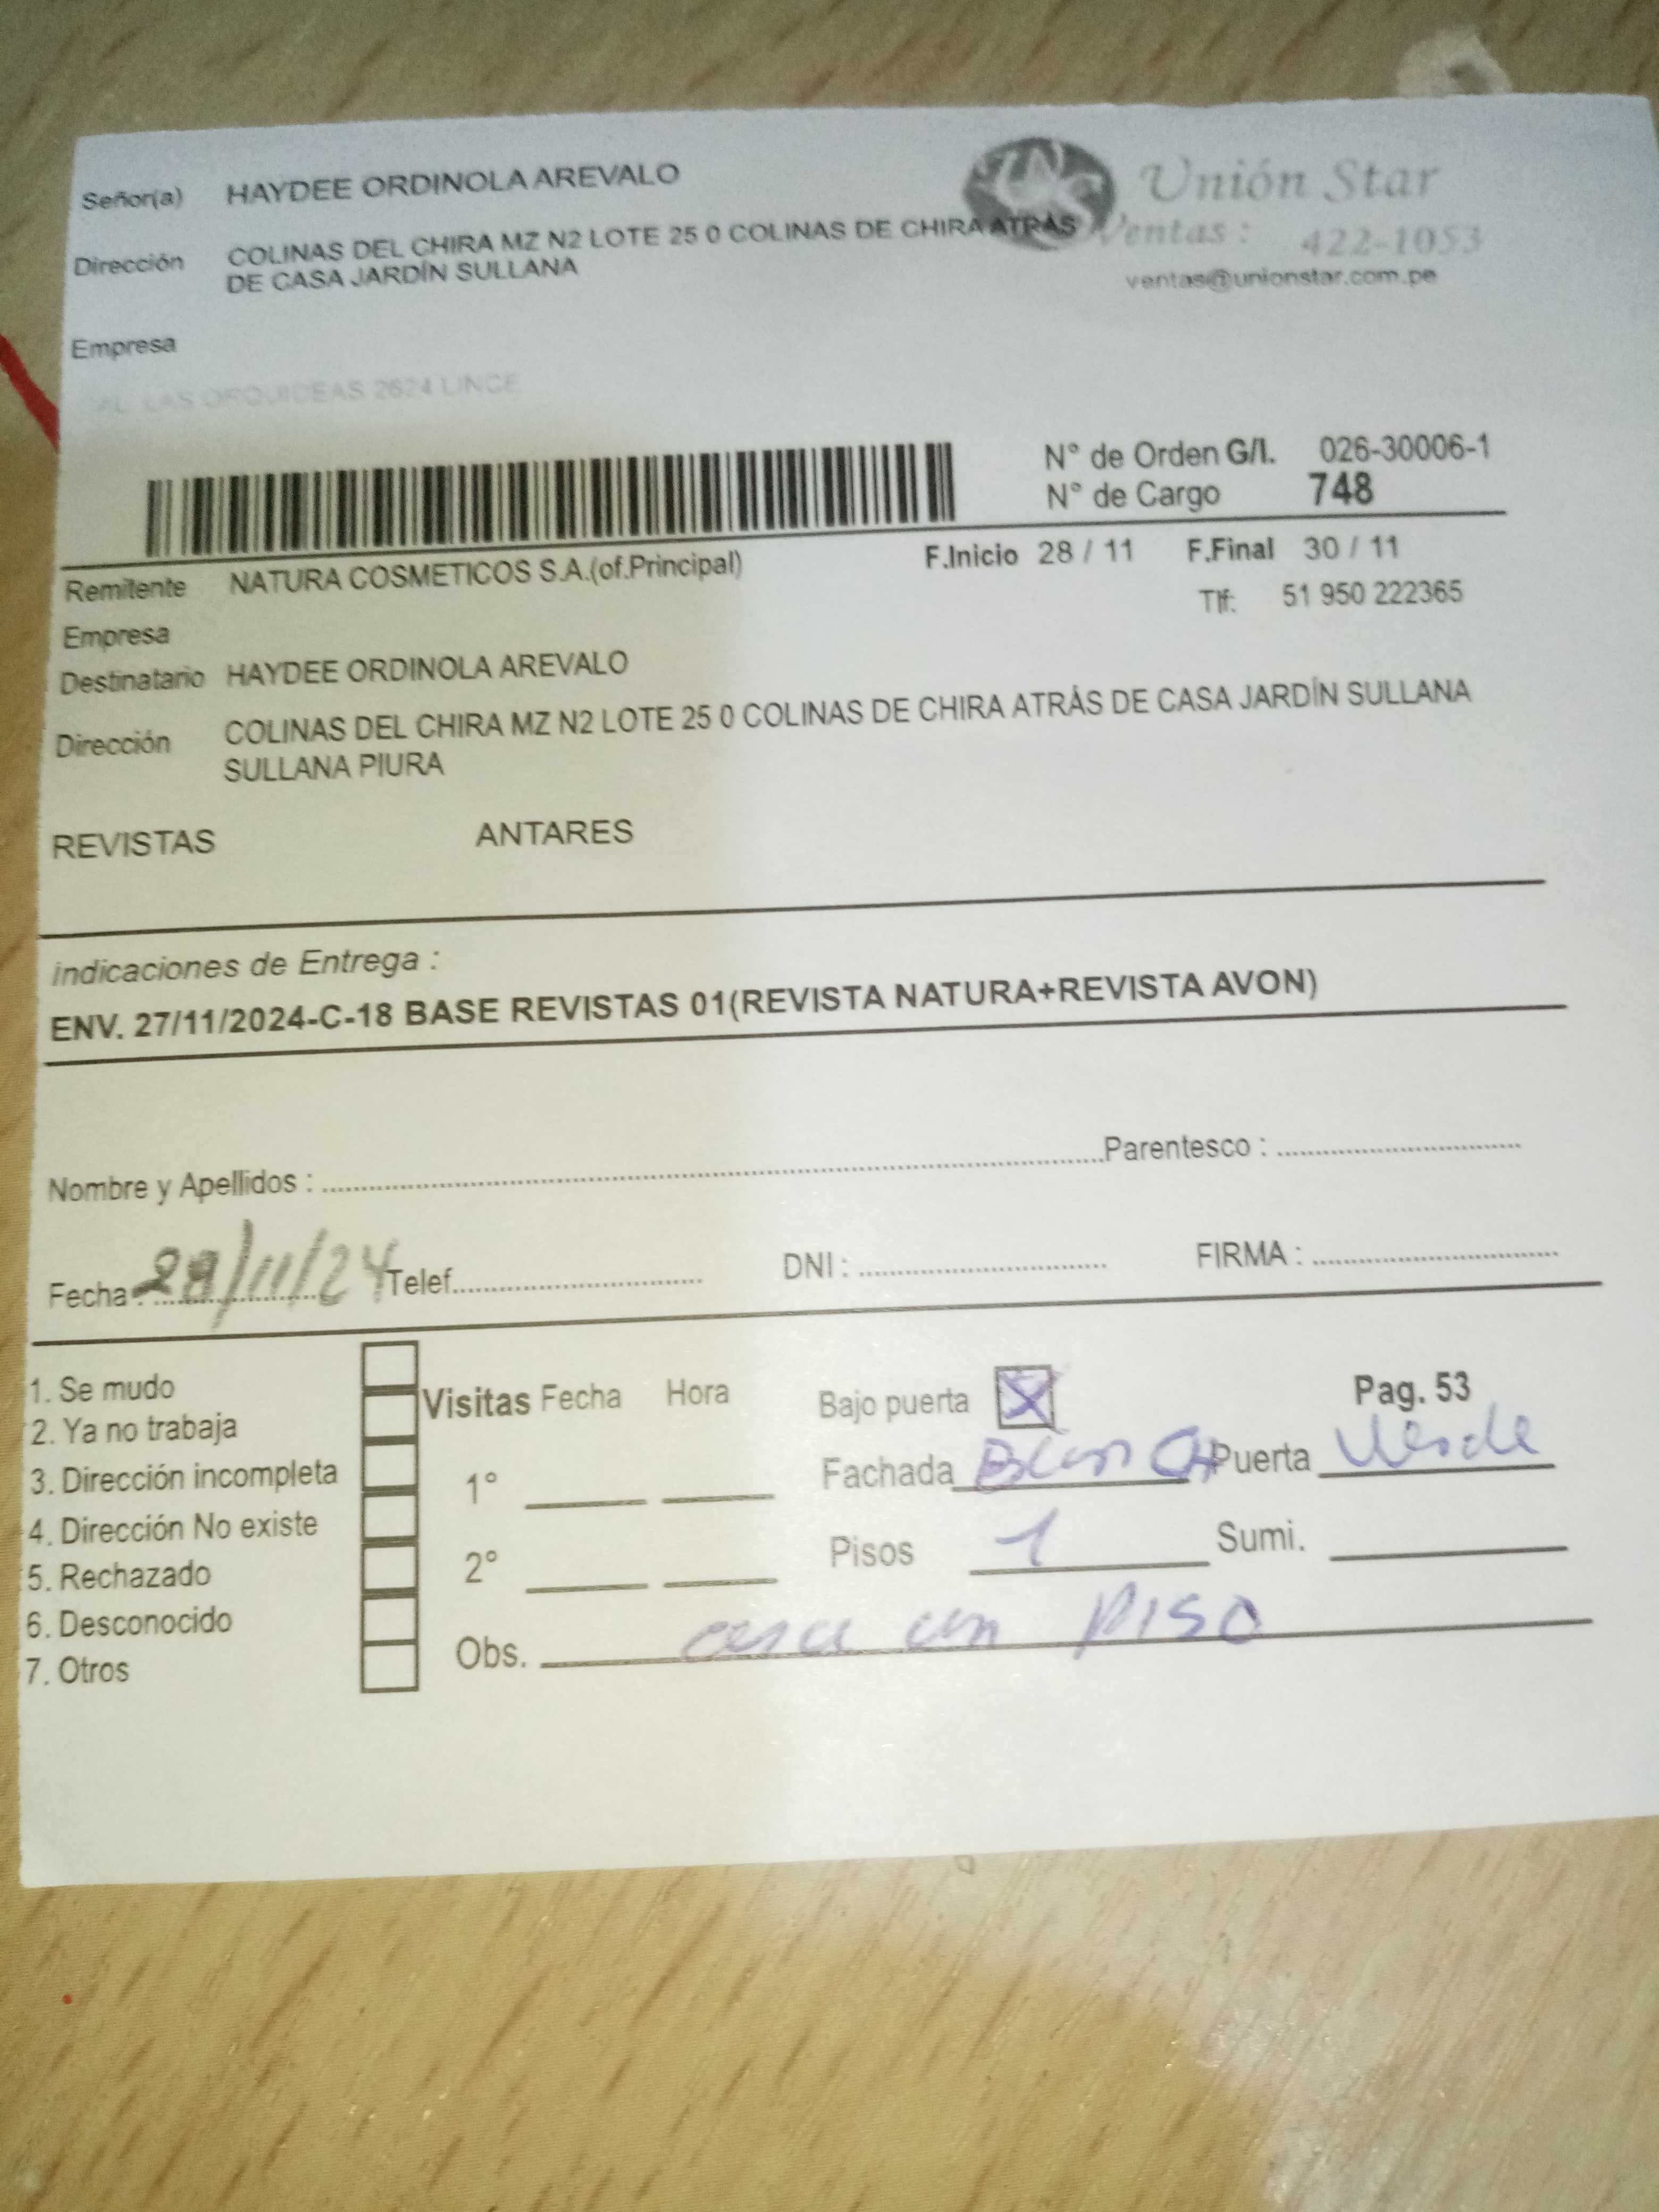 Señor(a) HAYDEE ORDINOLA AREVALO
Unión Star
Dirección COLINAS DEL CHIRA MZ N2 LOTE 25 0 COLINAS DE CHIRA ATRÁS
DE CASA JARDÍN SULLANA
Ventas : 422-1053
ventas@unionstar.com.pe
Empresa
CAL. LAS ORQUIDEAS 2624 LINCE
N° de Orden G/I. 026-30006-1
N° de Cargo 748
Remitente NATURA COSMETICOS S.A.(of.Principal) F.Inicio 28 / 11 F.Final 30 / 11
Tlf: 51 950 222365
Empresa
Destinatario HAYDEE ORDINOLA AREVALO
Dirección COLINAS DEL CHIRA MZ N2 LOTE 25 0 COLINAS DE CHIRA ATRÁS DE CASA JARDÍN SULLANA
SULLANA PIURA
REVISTAS ANTARES
Indicaciones de Entrega :
ENV. 27/11/2024-C-18 BASE REVISTAS 01(REVISTA NATURA+REVISTA AVON)
Nombre y Apellidos : Parentesco :
Fecha : /11/24 Telef. DNI : FIRMA :
1. Se mudo
2. Ya no trabaja
3. Dirección incompleta
4. Dirección No existe
5. Rechazado
6. Desconocido
7. Otros
Visitas Fecha Hora
1°
2°
Bajo puerta X Pag. 53
Fachada Blanca Puerta Verde
Pisos 1 Sumi.
Obs. casa un PISO